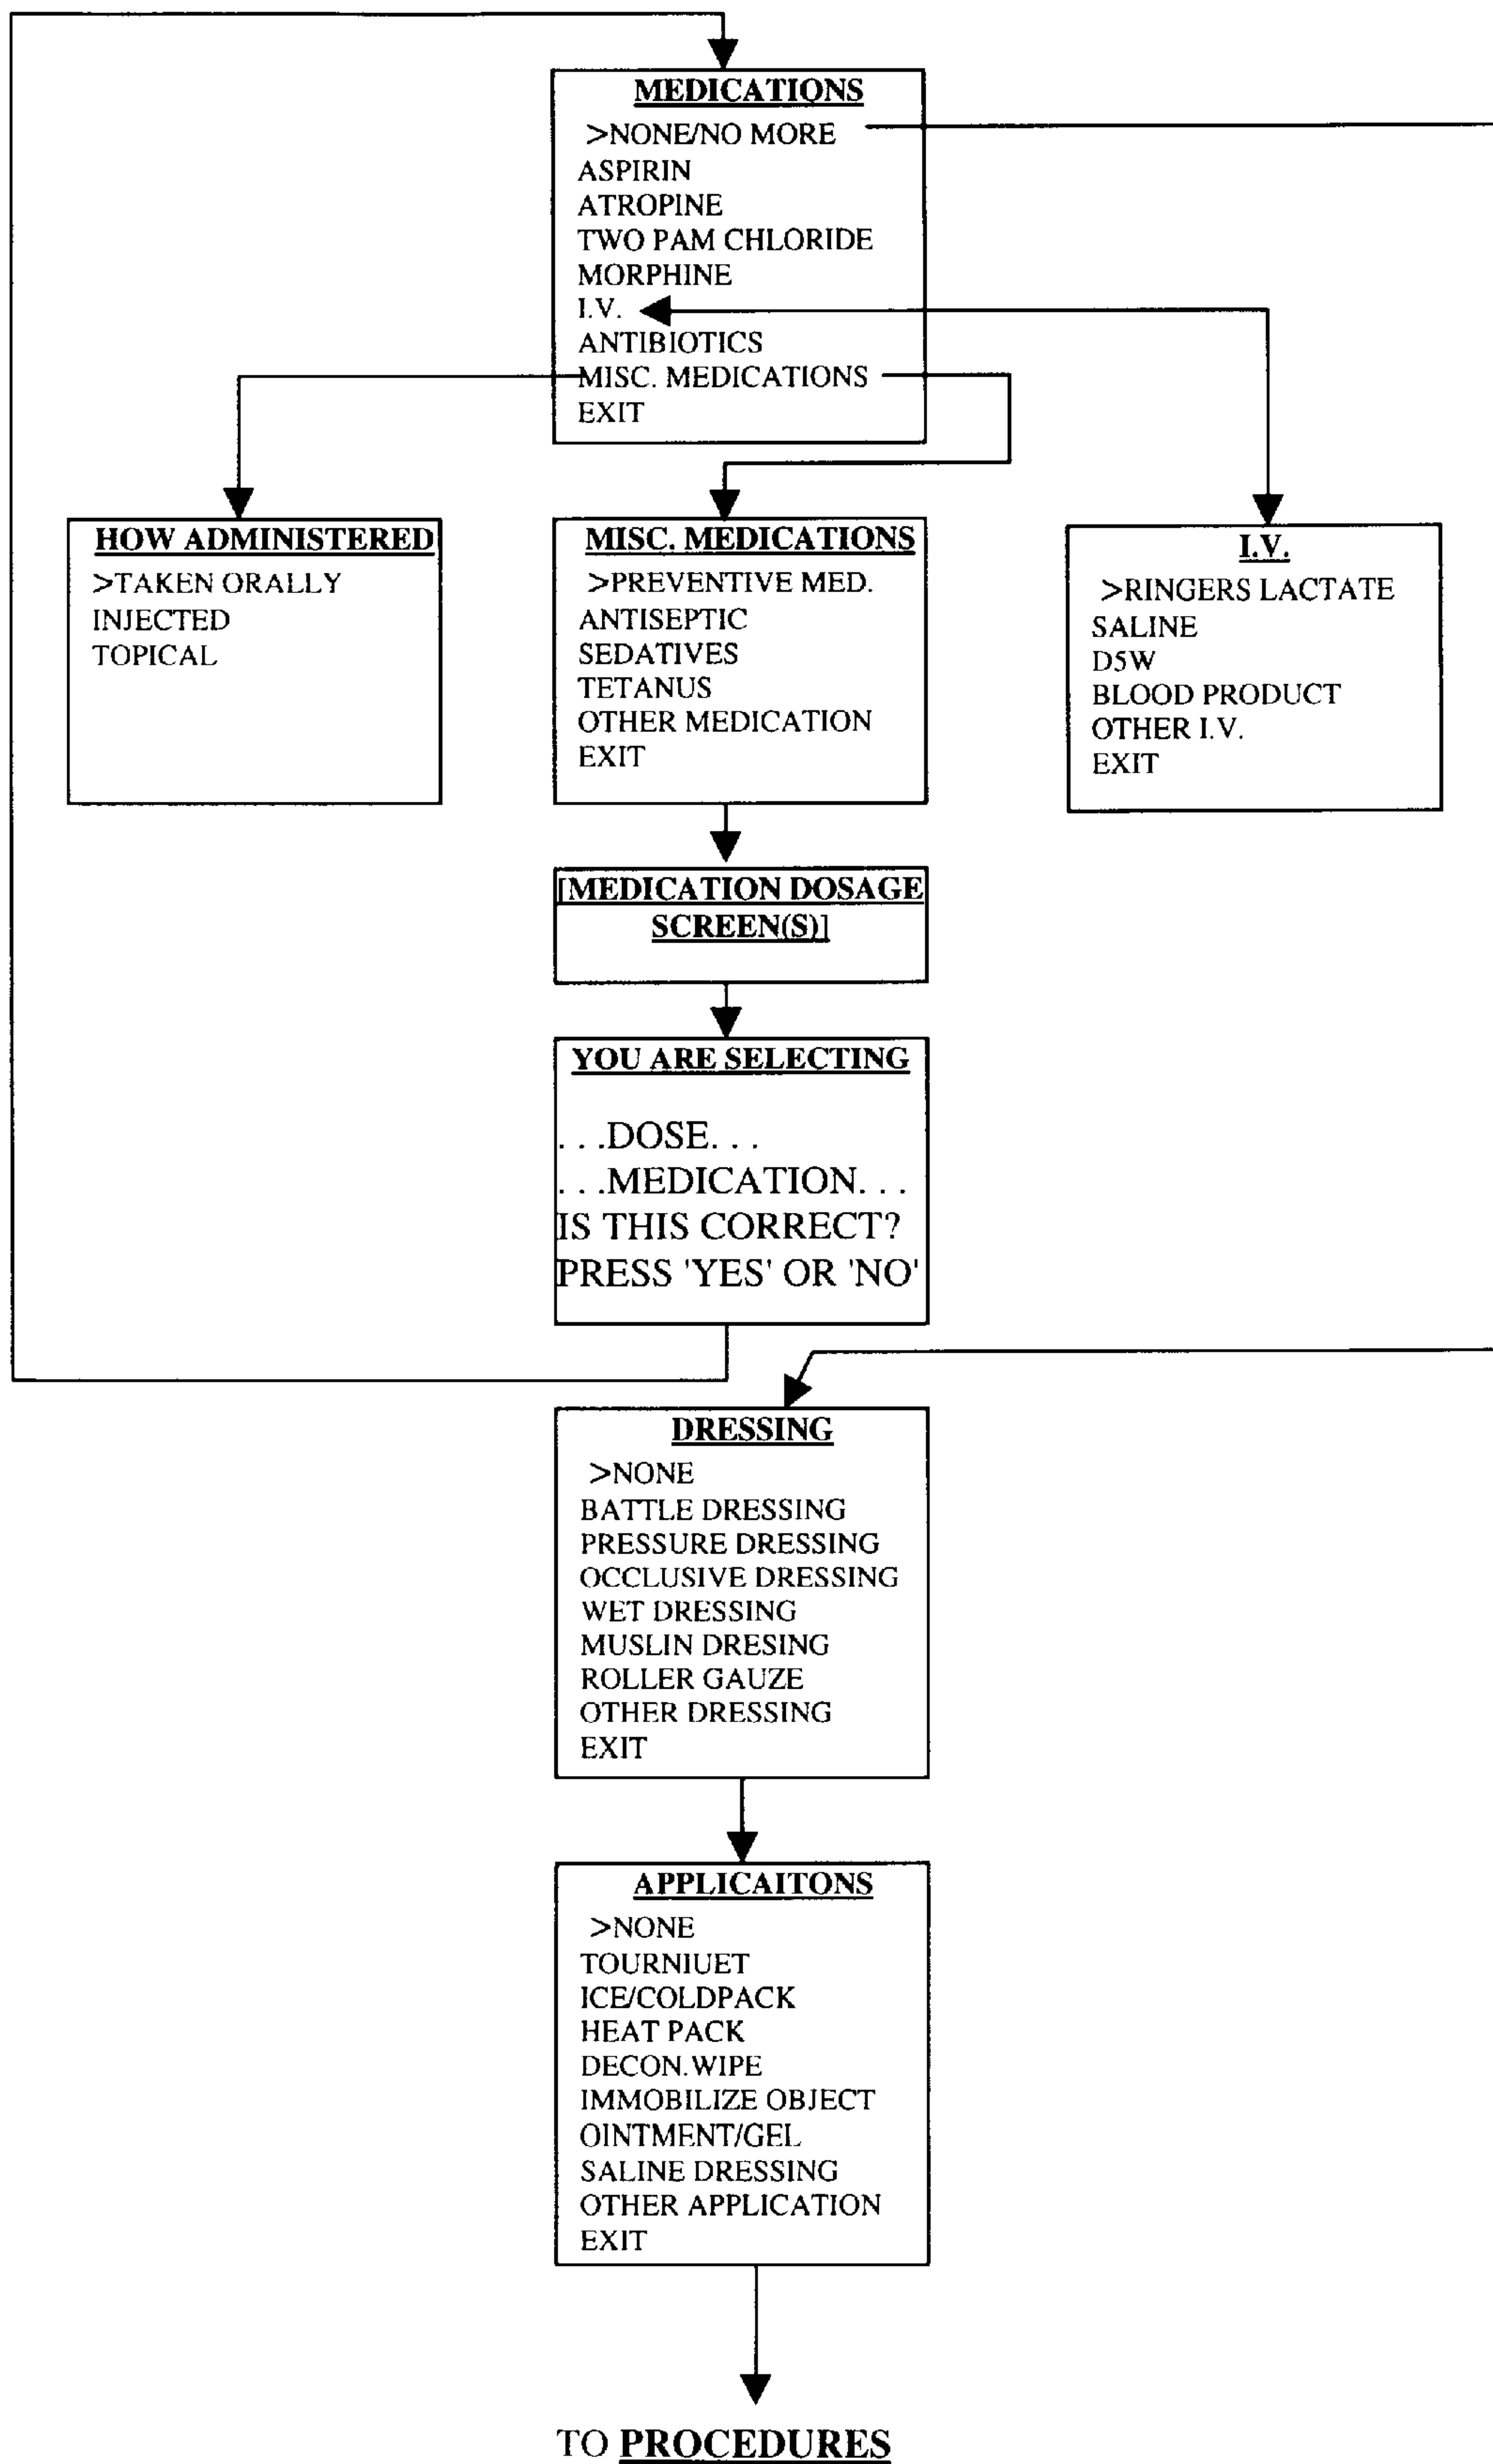 MEDICATIONS
>NONE/NO MORE
ASPIRIN
ATROPINE
TWO PAM CHLORIDE
MORPHINE
I.V.
ANTIBIOTICS
MISC. MEDICATIONS
EXIT
HOW ADMINISTERED
>TAKEN ORALLY
INJECTED
TOPICAL
MISC. MEDICATIONS
>PREVENTIVE MED.
ANTISEPTIC
SEDATIVES
TETANUS
OTHER MEDICATION
EXIT
I.V.
>RINGERS LACTATE
SALINE
D5W
BLOOD PRODUCT
OTHER I.V.
EXIT
[MEDICATION DOSAGE
SCREEN(S)]
YOU ARE SELECTING
. . .DOSE. . .
. . .MEDICATION. . .
IS THIS CORRECT?
PRESS 'YES' OR 'NO'
DRESSING
>NONE
BATTLE DRESSING
PRESSURE DRESSING
OCCLUSIVE DRESSING
WET DRESSING
MUSLIN DRESING
ROLLER GAUZE
OTHER DRESSING
EXIT
APPLICAITONS
>NONE
TOURNIUET
ICE/COLDPACK
HEAT PACK
DECON.WIPE
IMMOBILIZE OBJECT
OINTMENT/GEL
SALINE DRESSING
OTHER APPLICATION
EXIT
TO PROCEDURES